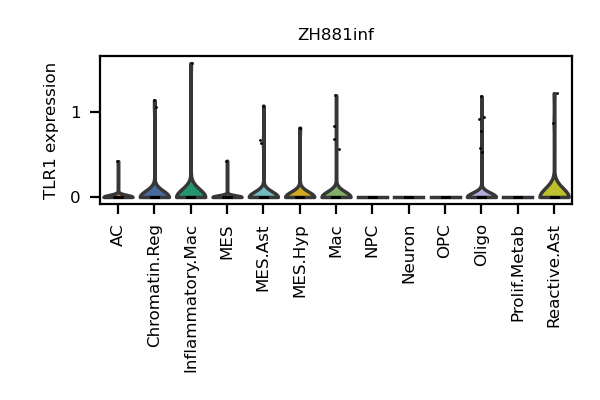 ZH881inf
TLR1 expression
1
0
AC
Chromatin.Reg
Inflammatory.Mac
MES
MES.Ast
MES.Hyp
Mac
NPC
Neuron
OPC
Oligo
Prolif.Metab
Reactive.Ast